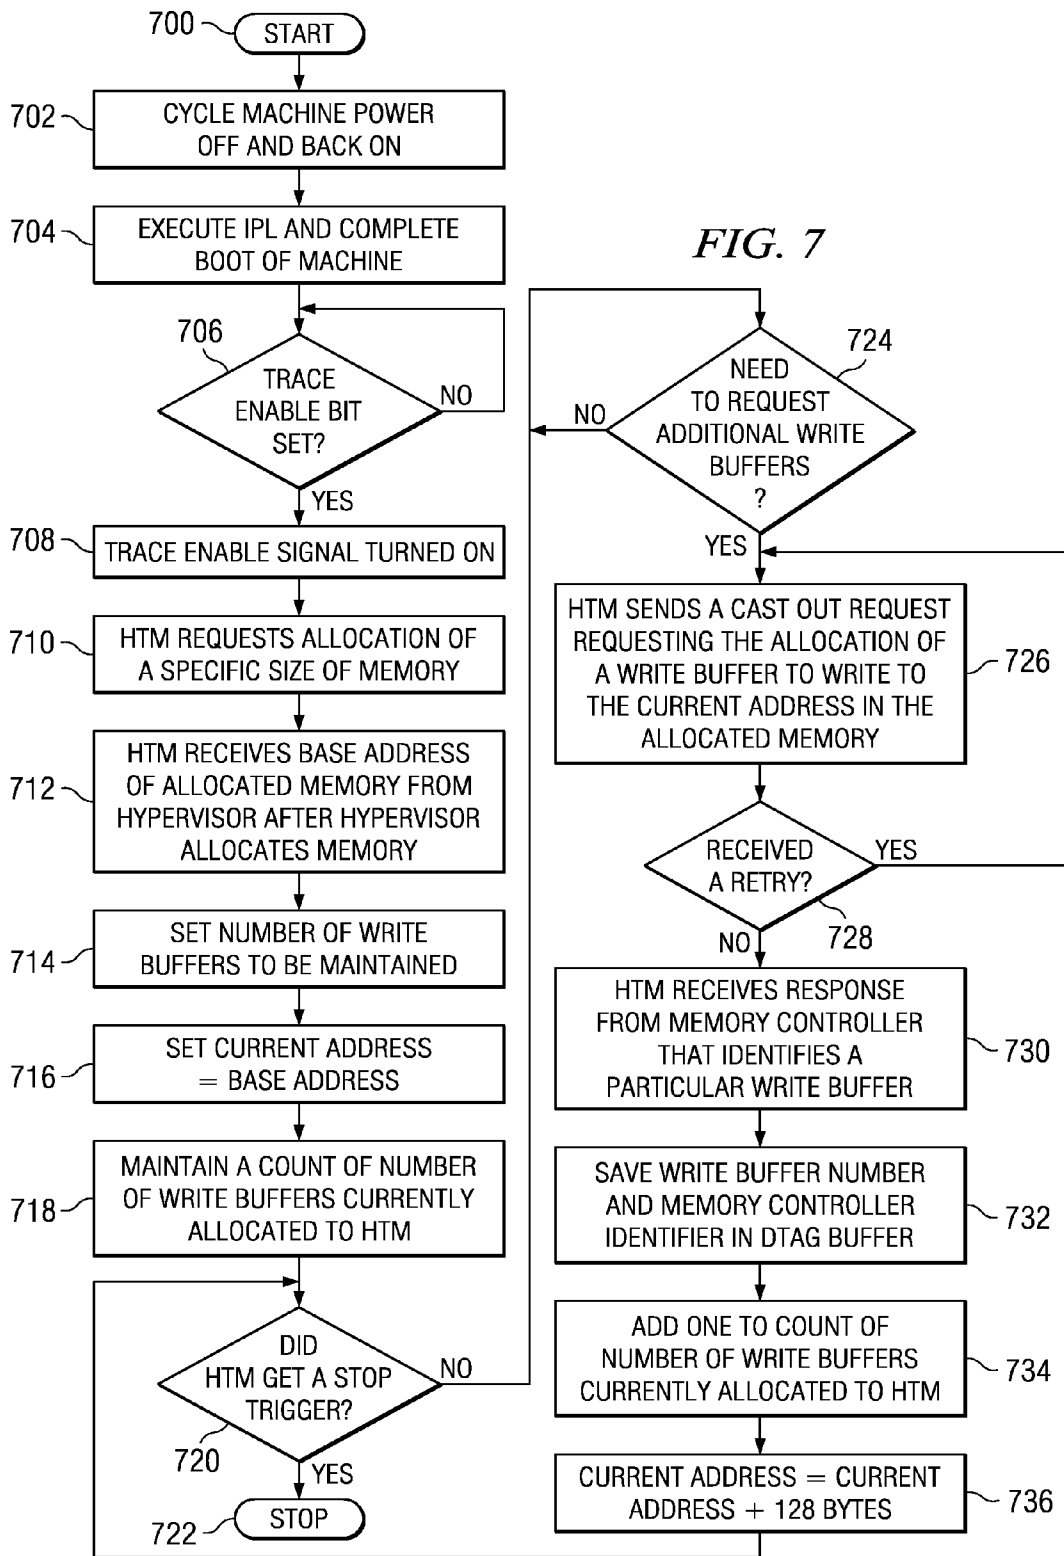 700
START
702
CYCLE MACHINE POWER
OFF AND BACK ON
704
EXECUTE IPL AND COMPLETE
BOOT OF MACHINE
706
TRACE
ENABLE BIT
SET?
NO
YES
708
TRACE ENABLE SIGNAL TURNED ON
710
HTM REQUESTS ALLOCATION OF
A SPECIFIC SIZE OF MEMORY
712
HTM RECEIVES BASE ADDRESS
OF ALLOCATED MEMORY FROM
HYPERVISOR AFTER HYPERVISOR
ALLOCATES MEMORY
714
SET NUMBER OF WRITE
BUFFERS TO BE MAINTAINED
716
SET CURRENT ADDRESS
= BASE ADDRESS
718
MAINTAIN A COUNT OF NUMBER
OF WRITE BUFFERS CURRENTLY
ALLOCATED TO HTM
DID
HTM GET A STOP
TRIGGER?
NO
720
YES
722
STOP
FIG. 7
724
NEED
TO REQUEST
ADDITIONAL WRITE
BUFFERS
?
NO
YES
HTM SENDS A CAST OUT REQUEST
REQUESTING THE ALLOCATION OF
A WRITE BUFFER TO WRITE TO
THE CURRENT ADDRESS IN THE
ALLOCATED MEMORY
726
RECEIVED
A RETRY?
YES
728
NO
HTM RECEIVES RESPONSE
FROM MEMORY CONTROLLER
THAT IDENTIFIES A
PARTICULAR WRITE BUFFER
730
SAVE WRITE BUFFER NUMBER
AND MEMORY CONTROLLER
IDENTIFIER IN DTAG BUFFER
732
ADD ONE TO COUNT OF
NUMBER OF WRITE BUFFERS
CURRENTLY ALLOCATED TO HTM
734
CURRENT ADDRESS = CURRENT
ADDRESS + 128 BYTES
736